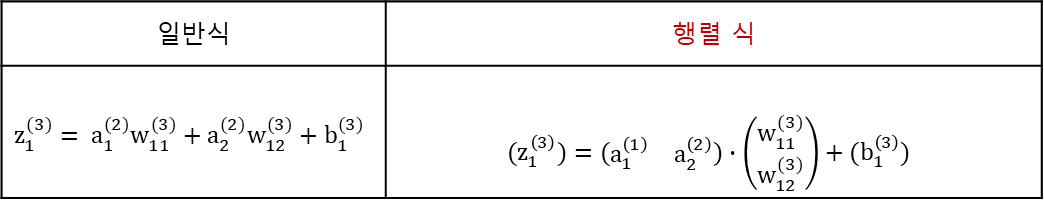 일반식
행렬 식
z₁⁽³⁾ = a₁⁽²⁾w₁₁⁽³⁾ + a₂⁽²⁾w₁₂⁽³⁾ + b₁⁽³⁾
(z₁⁽³⁾) = (a₁⁽¹⁾ a₂⁽²⁾) · (w₁₁⁽³⁾
w₁₂⁽³⁾) + (b₁⁽³⁾)